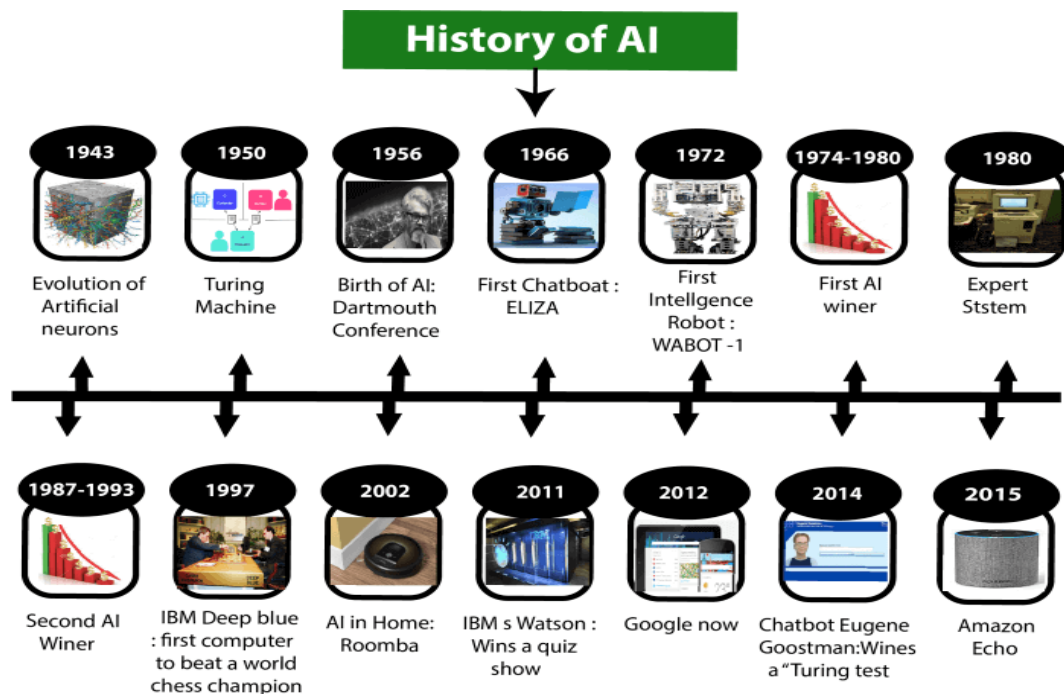 History of AI
1943
1950
1956
1966
1972
1974-1980
1980
Evolution of
Artificial
neurons
Turing
Machine
Birth of AI:
Dartmouth
Conference
First Chatboat :
ELIZA
First
Intellgence
Robot :
WABOT -1
First AI
winer
Expert
Ststem
1987-1993
1997
2002
2011
2012
2014
2015
Second AI
Winer
IBM Deep blue
: first computer
to beat a world
chess champion
AI in Home:
Roomba
IBM s Watson :
Wins a quiz
show
Google now
Chatbot Eugene
Goostman:Wines
a “Turing test
Amazon
Echo